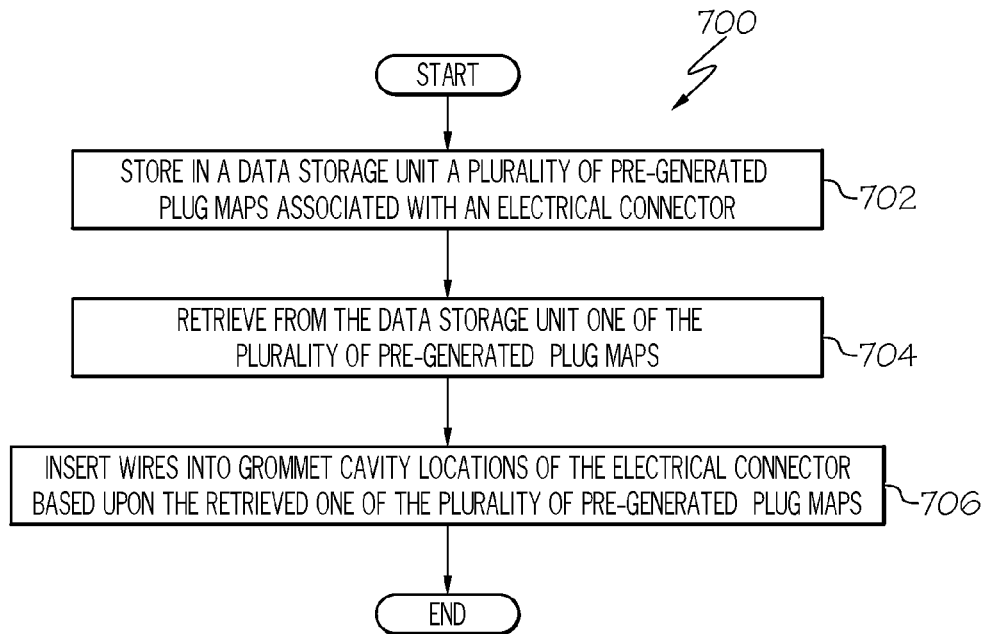 700
START
STORE IN A DATA STORAGE UNIT A PLURALITY OF PRE-GENERATED
PLUG MAPS ASSOCIATED WITH AN ELECTRICAL CONNECTOR
702
RETRIEVE FROM THE DATA STORAGE UNIT ONE OF THE
PLURALITY OF PRE-GENERATED PLUG MAPS
704
INSERT WIRES INTO GROMMET CAVITY LOCATIONS OF THE ELECTRICAL CONNECTOR
BASED UPON THE RETRIEVED ONE OF THE PLURALITY OF PRE-GENERATED PLUG MAPS
706
END